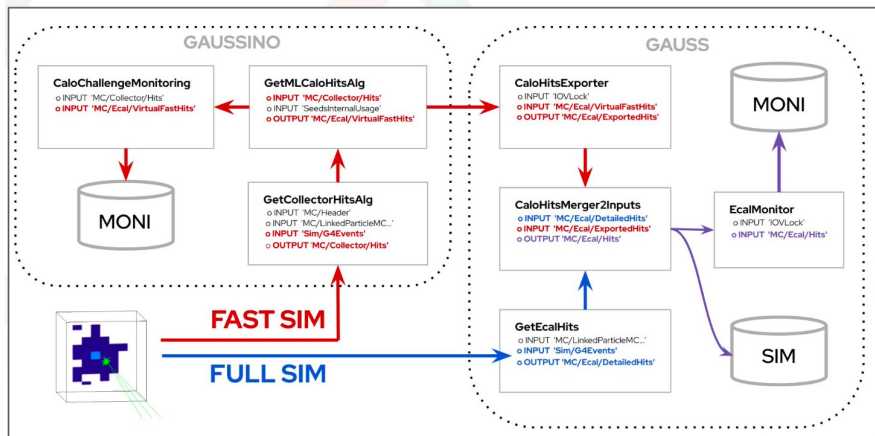 GAUSSINO
CaloChallengeMonitoring
o INPUT 'MC/Collector/Hits'
o INPUT 'MC/Ecal/VirtualFastHits'
MONI
GetMLCaloHitsAlg
o INPUT 'MC/Collector/Hits'
o INPUT 'SeedsInternalUsage'
o OUTPUT 'MC/Ecal/VirtualFastHits'
GetCollectorHitsAlg
o INPUT 'MC/Header'
o INPUT 'MC/LinkedParticleMC...'
o INPUT 'Sim/G4Events'
o OUTPUT 'MC/Collector/Hits'
FAST SIM
FULL SIM
GAUSS
CaloHitsExporter
o INPUT 'IOVLock'
o INPUT 'MC/Ecal/VirtualFastHits'
o OUTPUT 'MC/Ecal/ExportedHits'
CaloHitsMerger2Inputs
o INPUT 'MC/Ecal/DetailedHits'
o INPUT 'MC/Ecal/ExportedHits'
OUTPUT 'MC/Ecal/Hits'
GetEcalHits
o INPUT 'MC/LinkedParticleMC...'
o INPUT 'Sim/G4Events'
o OUTPUT 'MC/Ecal/DetailedHits'
MONI
EcalMonitor
o INPUT 'IOVLock'
o INPUT 'MC/Ecal/Hits'
SIM